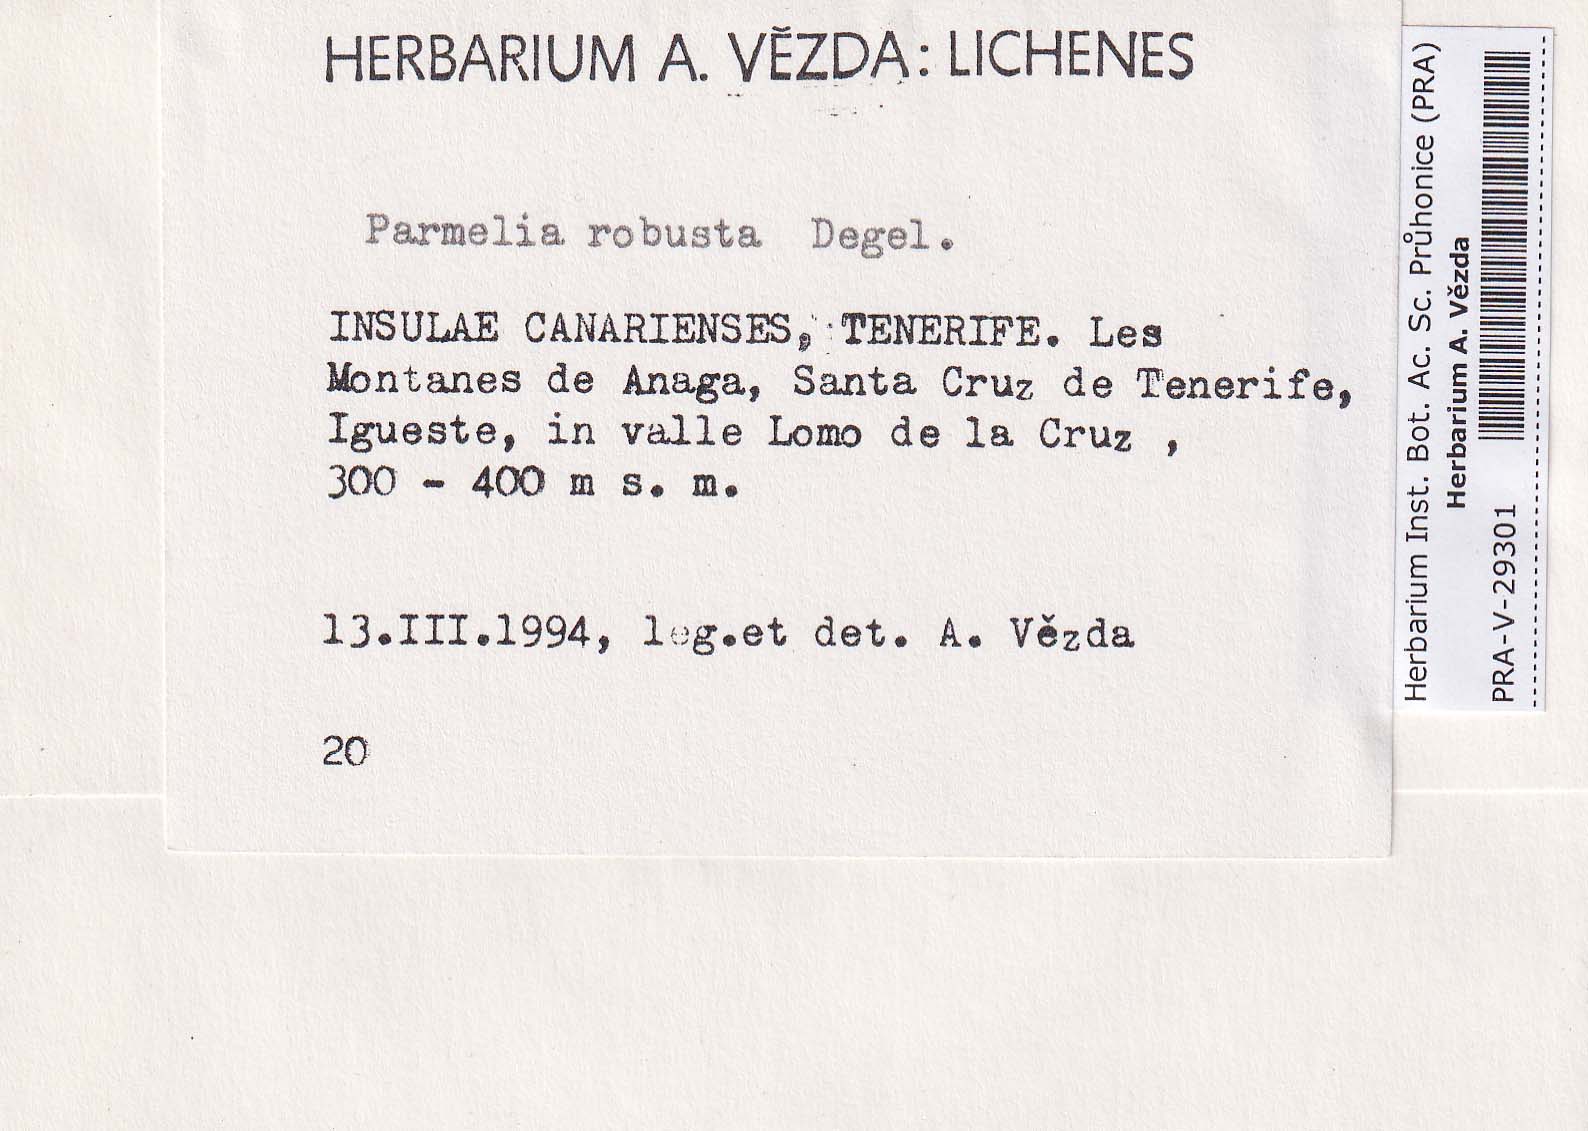 HERBARIUM A. VĚZDA: LICHENES
Parmelia robusta Degel.
INSULAE CANARIENSES, TENERIFE. Les
Montanes de Anaga, Santa Cruz de Tenerife,
Igueste, in valle Lomo de la Cruz ,
300 - 400 m s. m.
13.III.1994, leg.et det. A. Vězda
20
Herbarium Inst. Bot. Ac. Sc. Průhonice (PRA)
Herbarium A. Vězda
PRA-V-29301